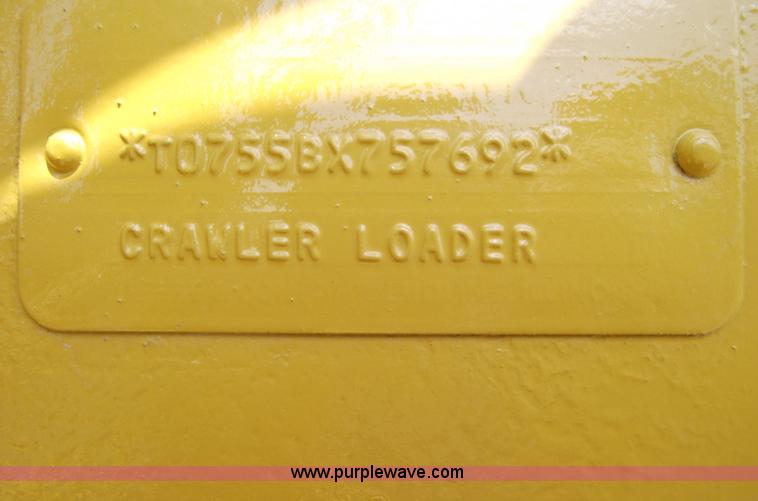 *T0755BX757692*
CRAWLER LOADER
www.purplewave.com